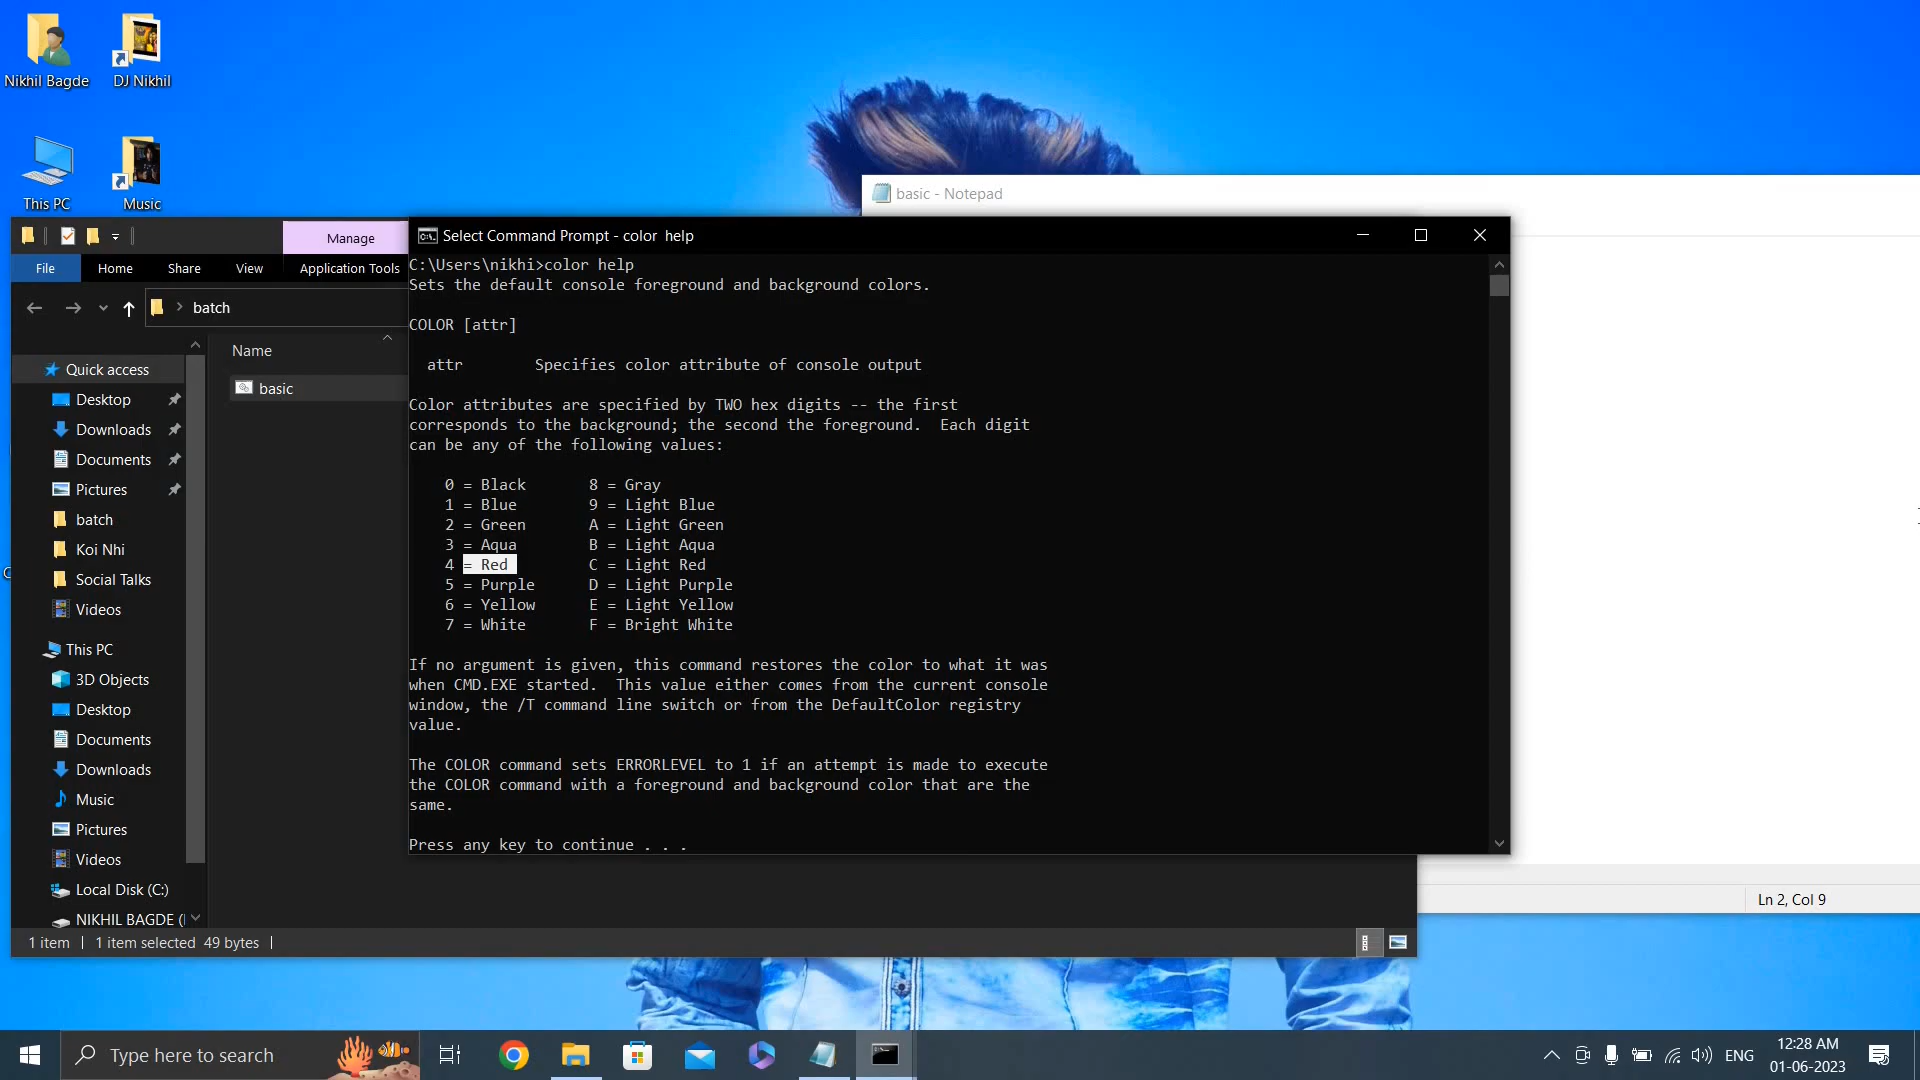 Nikhil Bagde
DJ Nikhil
This PC
Music
basic - Notepad
Manage
File
Home
Share
View
Application Tools
batch
Name
basic
Quick access
Desktop
Downloads
Documents
Pictures
batch
Koi Nhi
Social Talks
Videos
This PC
3D Objects
Desktop
Documents
Downloads
Music
Pictures
Videos
Local Disk (C:)
NIKHIL BAGDE (
1 item
1 item selected 49 bytes
Select Command Prompt - color  help
C:\Users\nikhi>color help
Sets the default console foreground and background colors.
COLOR [attr]
attr        Specifies color attribute of console output
Color attributes are specified by TWO hex digits -- the first
corresponds to the background; the second the foreground.  Each digit
can be any of the following values:
0 = Black       8 = Gray
1 = Blue        9 = Light Blue
2 = Green       A = Light Green
3 = Aqua        B = Light Aqua
4 = Red         C = Light Red
5 = Purple      D = Light Purple
6 = Yellow      E = Light Yellow
7 = White       F = Bright White
If no argument is given, this command restores the color to what it was
when CMD.EXE started.  This value either comes from the current console
window, the /T command line switch or from the DefaultColor registry
value.
The COLOR command sets ERRORLEVEL to 1 if an attempt is made to execute
the COLOR command with a foreground and background color that are the
same.
Press any key to continue . . .
Ln 2, Col 9
Type here to search
ENG
12:28 AM
01-06-2023